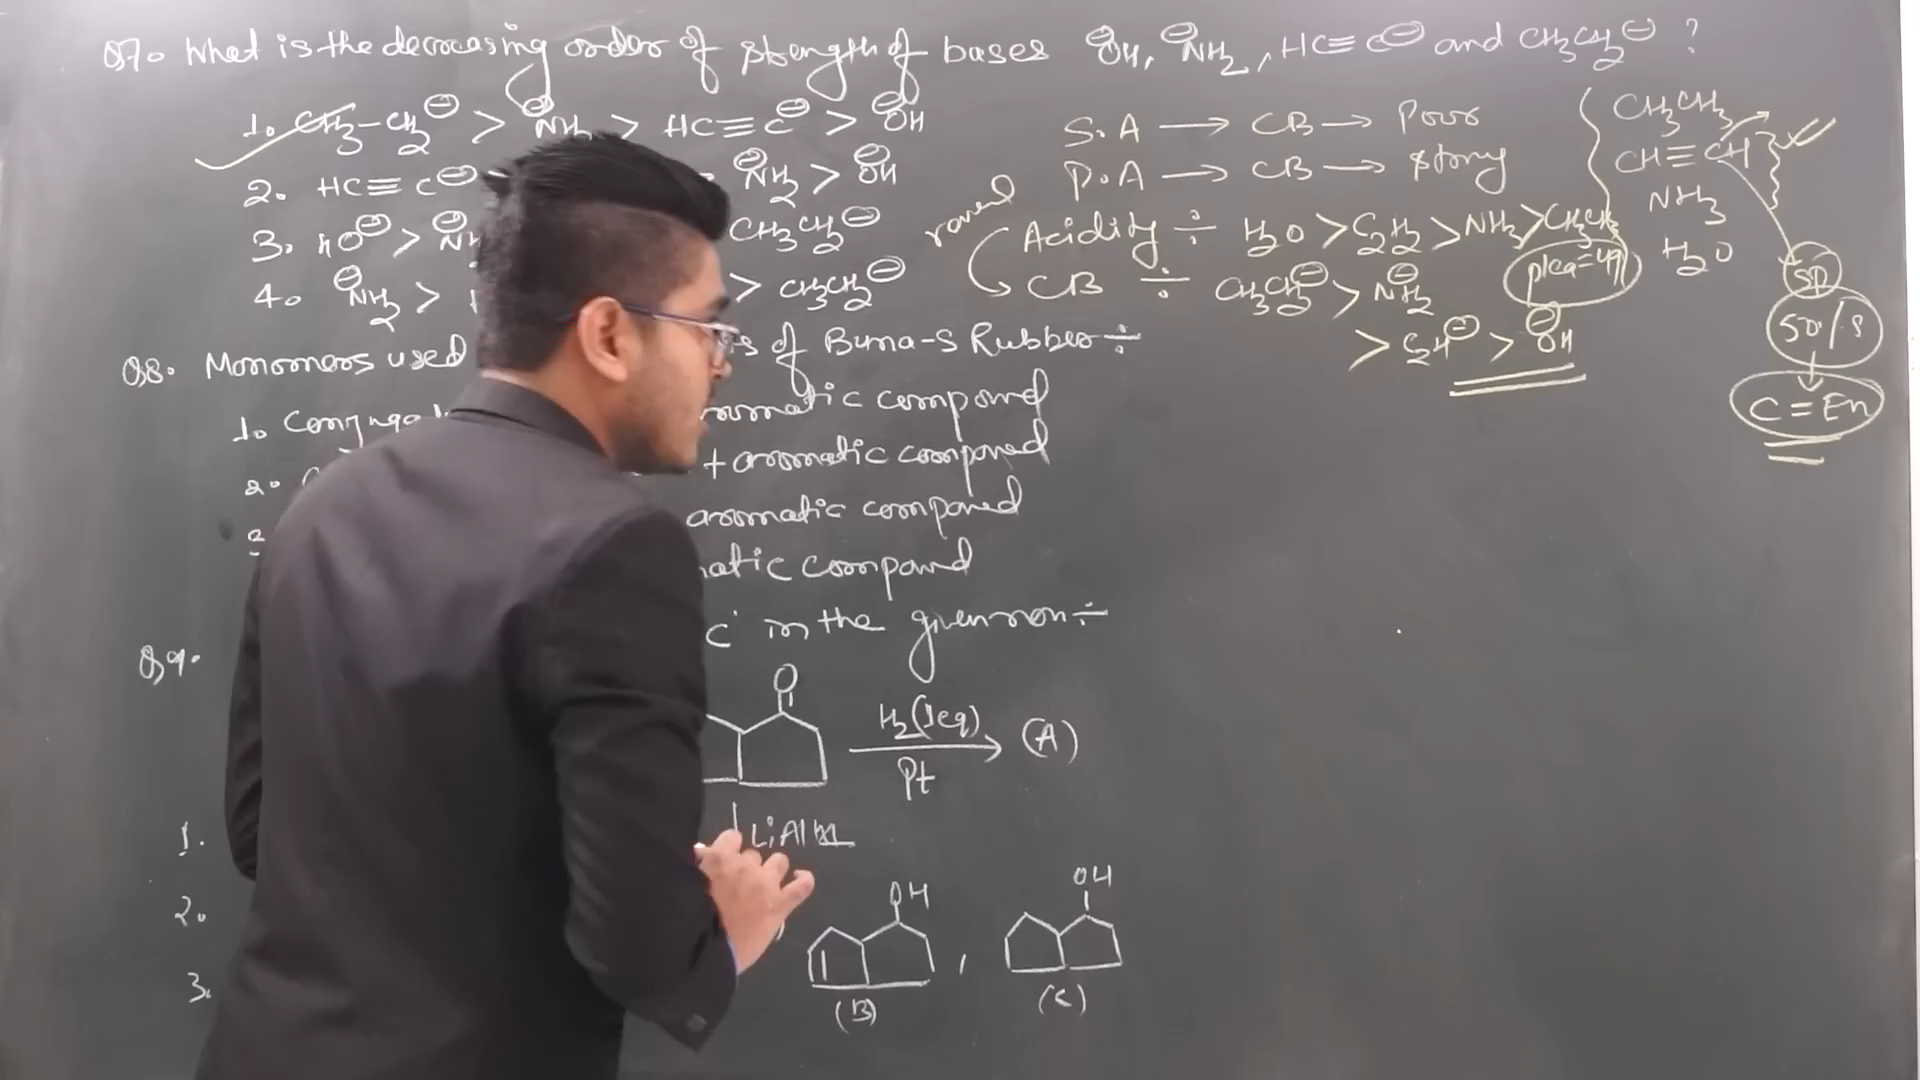 Q7. What is the decreasing order of strength of bases ⊖OH, ⊖NH2, HC≡C⊖ and CH3CH2⊖ ?
1. CH3-CH2⊖ > ⊖NH2 > HC≡C⊖ > ⊖OH
2. HC≡C⊖ ⊖NH2 > ⊖OH
3. HO⊖ > ⊖NH CH3CH2⊖
4. ⊖NH2 > > CH3CH2⊖
S.A → CB → Poor
P.A → CB → strong
Acidity ÷ H2O > C2H2 > NH3 > CH3CH3
pka=49
CB ÷ CH3CH2⊖ > ⊖NH2
> C2H⊖ > ⊖OH
CH3CH3
CH≡CH
NH3
H2O
sp
50%s
C=En
Q8. Monomers used of Buna-S Rubber ÷
1. Conjuga compound
2. + aromatic compound
3 aromatic compound
compound
Q9. C in the given rxn ÷
O
H2(1eq)
Pt
(A)
LiAlH4
1.
2.
3.
OH
(B)
,
OH
(C)